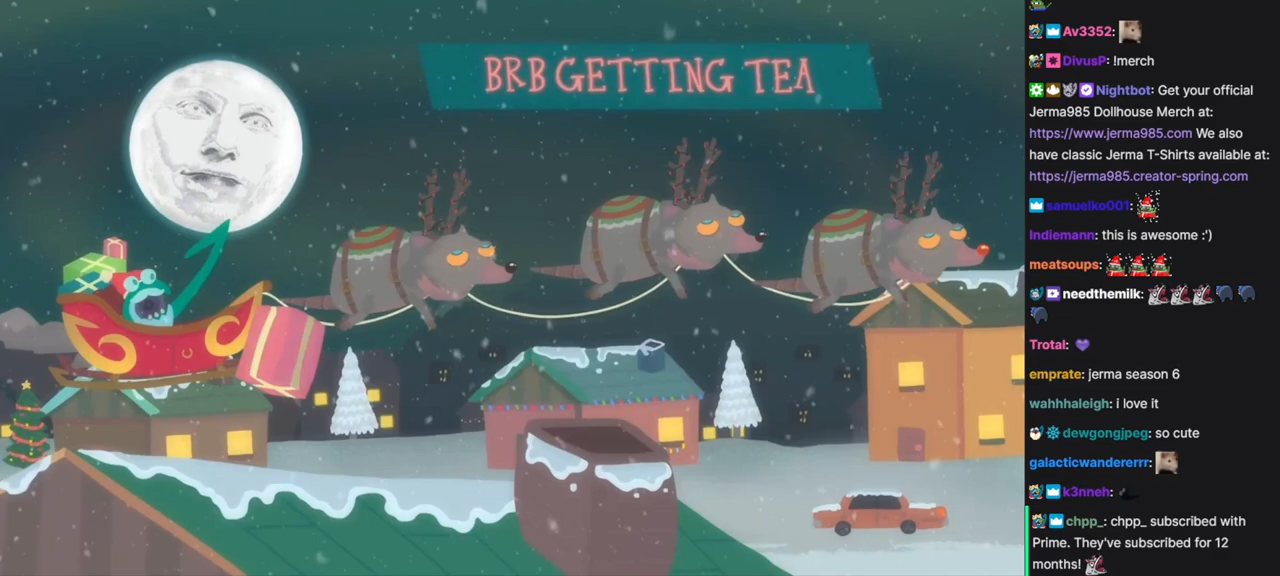 BRB GETTING TEA
Av3352:
DivusP: !merch
Nightbot: Get your official
Jerma985 Dollhouse Merch at:
https://www.jerma985.com We also
have classic Jerma T-Shirts available at:
https://jerma985.creator-spring.com
samuelko001:
Indiemann: this is awesome :')
meatsoups:
needthemilk:
Trotal:
emprate: jerma season 6
wahhhaleigh: i love it
dewgongjpeg: so cute
galacticwandererrr:
k3nneh:
chpp_: chpp_ subscribed with
Prime. They've subscribed for 12
months!